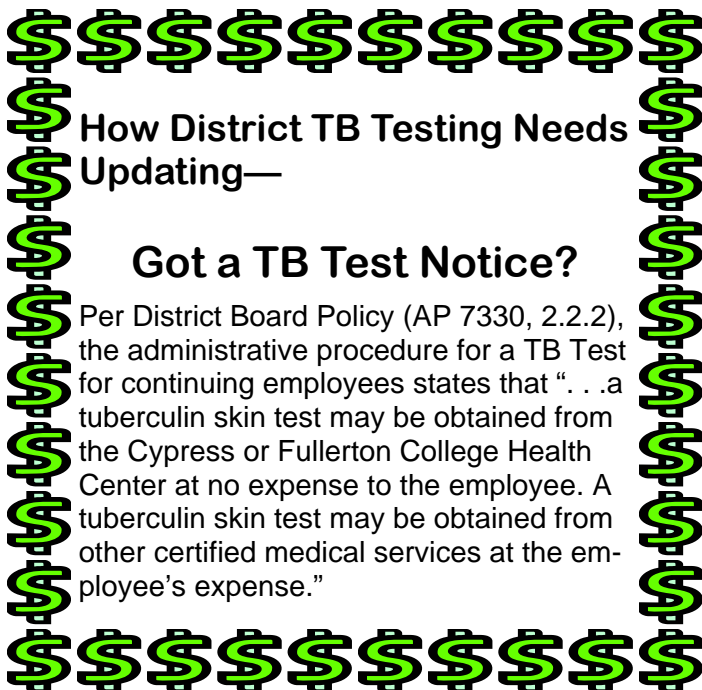 How District TB Testing Needs
Updating—
Got a TB Test Notice?
Per District Board Policy (AP 7330, 2.2.2),
the administrative procedure for a TB Test
for continuing employees states that “. . .a
tuberculin skin test may be obtained from
the Cypress or Fullerton College Health
Center at no expense to the employee. A
tuberculin skin test may be obtained from
other certified medical services at the em-
ployee’s expense.”